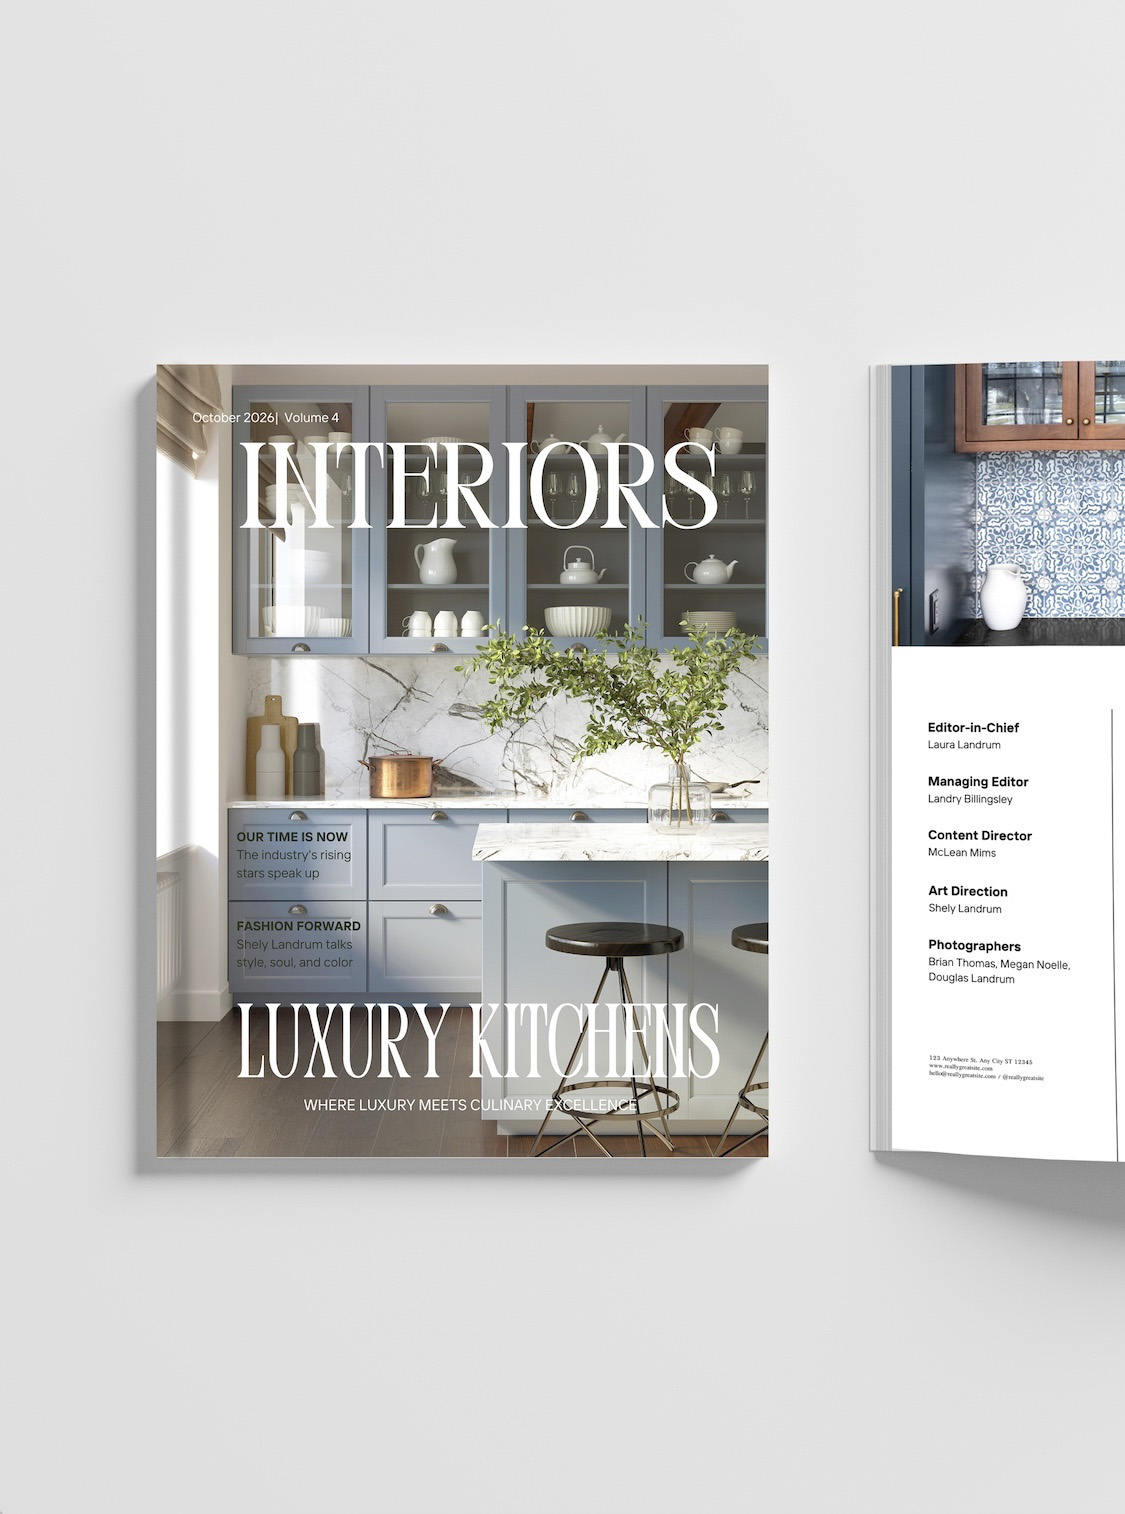 October 2026| Volume 4
INTERIORS
OUR TIME IS NOW
The industry's rising
stars speak up
FASHION FORWARD
Shely Landrum talks
style, soul, and color
LUXURY KITCHENS
WHERE LUXURY MEETS CULINARY EXCELLENCE
Editor-in-Chief
Laura Landrum
Managing Editor
Landry Billingsley
Content Director
McLean Mims
Art Direction
Shely Landrum
Photographers
Brian Thomas, Megan Noelle,
Douglas Landrum
123 Anywhere St. Any City ST 12345
www.reallygreatsite.com
hello@reallygreatsite.com / @reallygreatsite